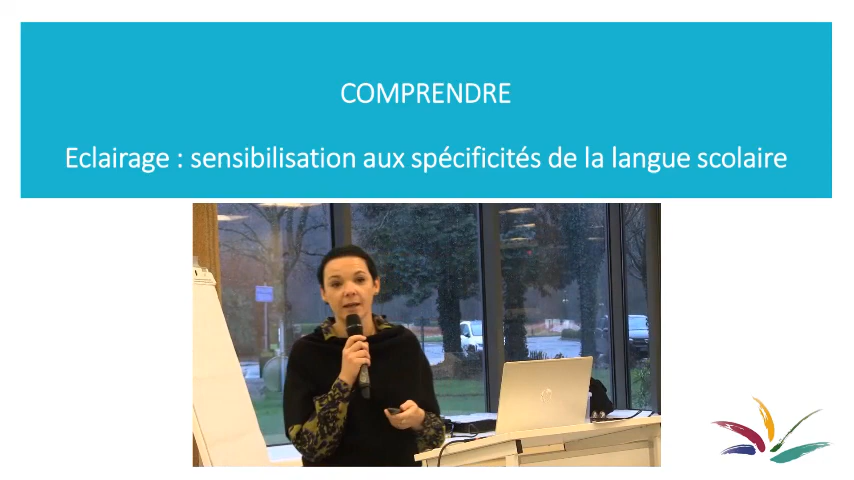 COMPRENDRE
Eclairage : sensibilisation aux spécificités de la langue scolaire